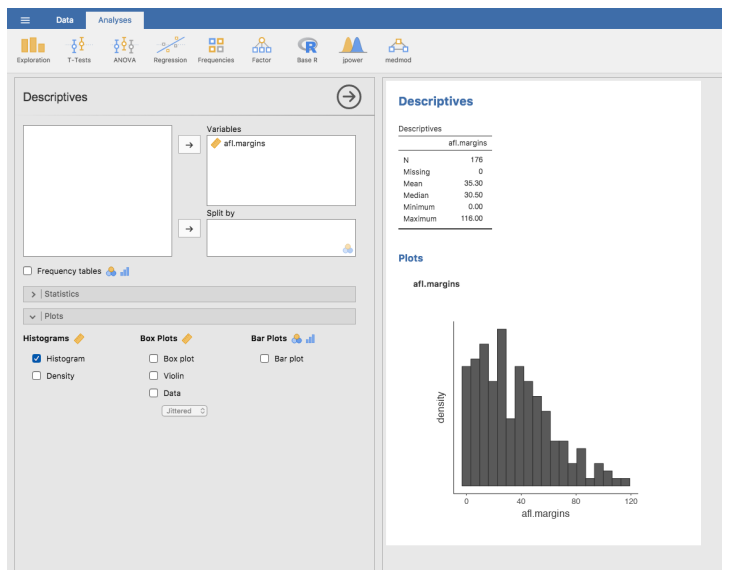 Data Analyses
Exploration T-Tests ANOVA Regression Frequencies Factor Base R jpower medmod
Descriptives
Variables
afl.margins
Split by
Frequency tables
Statistics
Plots
Histograms Box Plots Bar Plots
Histogram Box plot Bar plot
Density Violin
Data
Jittered
Descriptives
Descriptives
afl.margins
N 176
Missing 0
Mean 35.30
Median 30.50
Minimum 0.00
Maximum 116.00
Plots
afl.margins
density
0 40 80 120
afl.margins